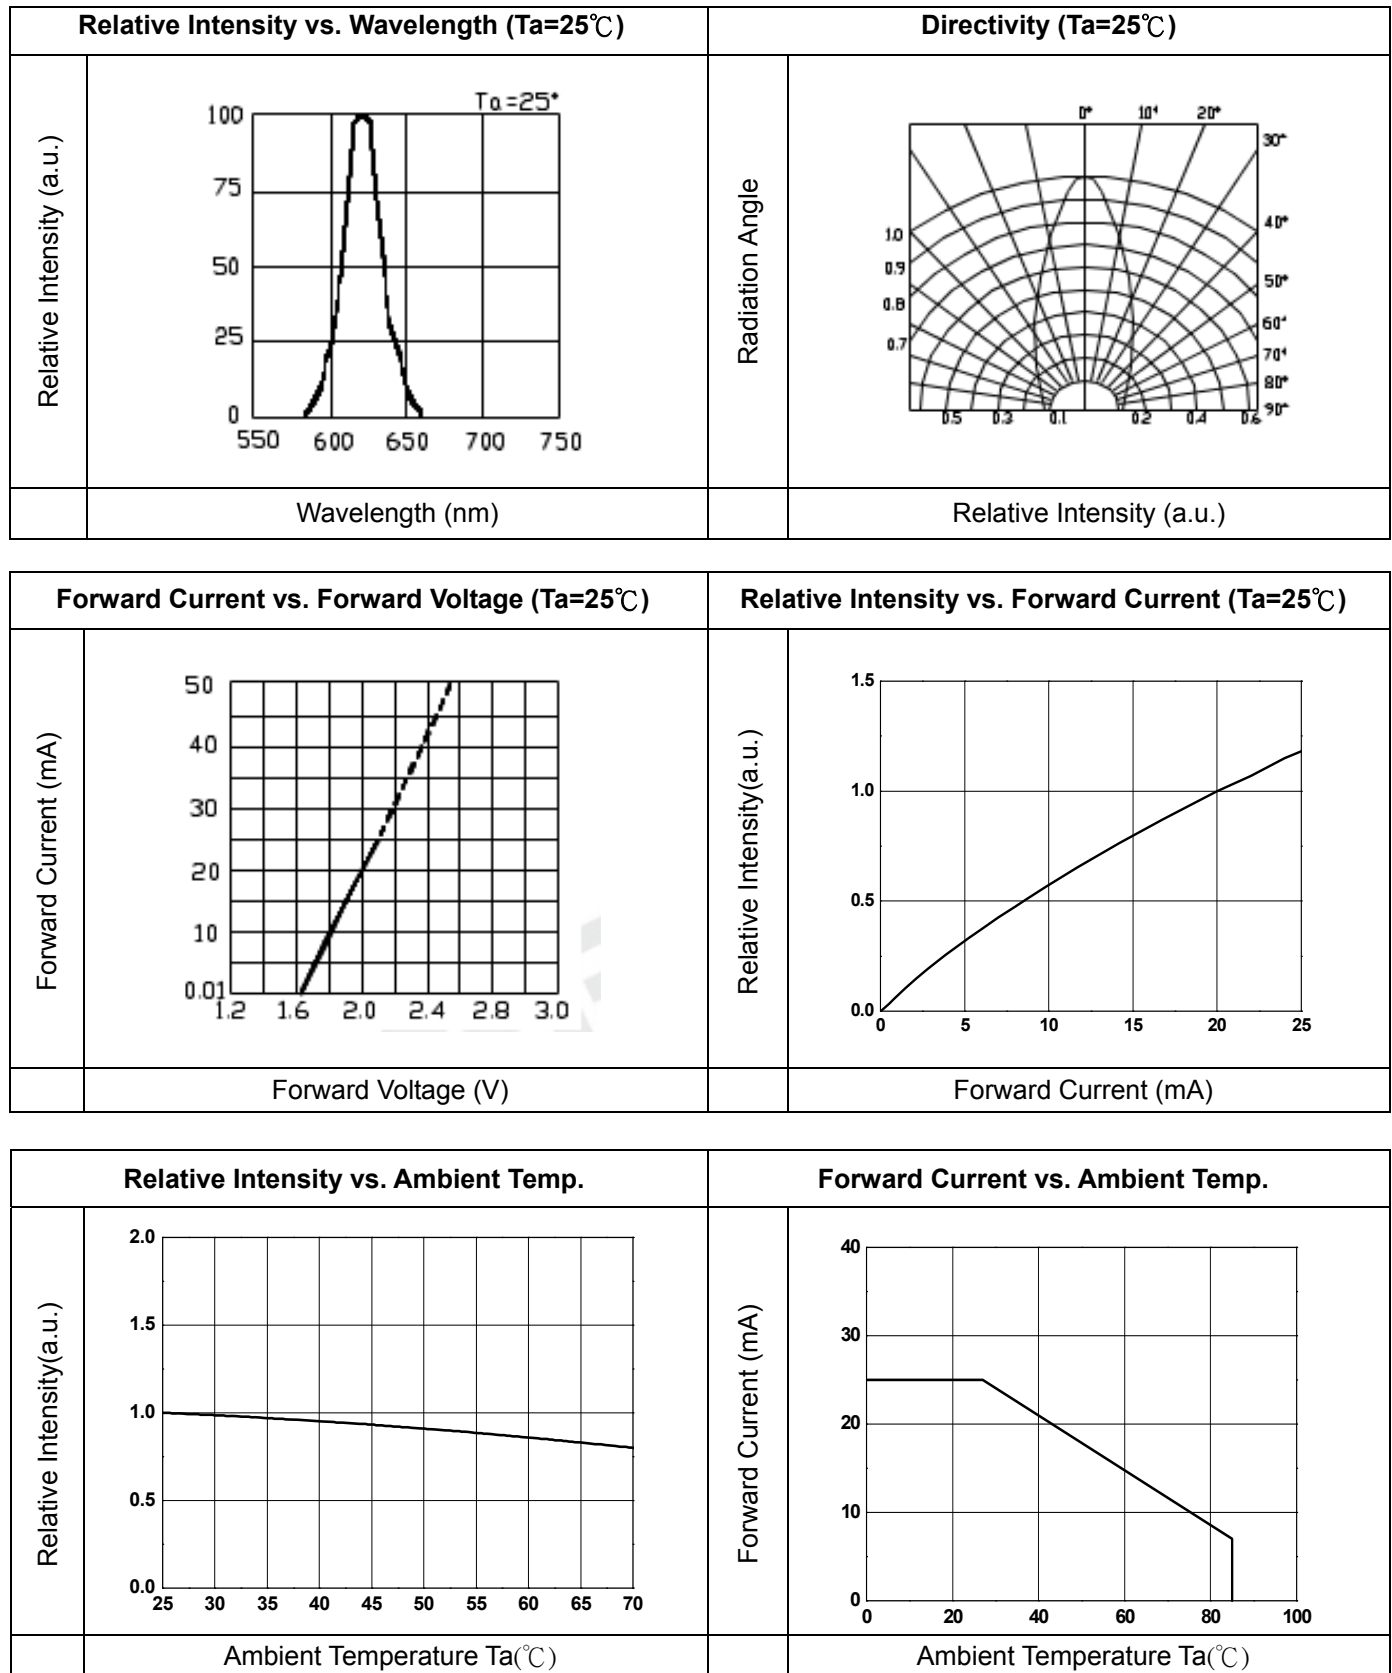 Relative Intensity vs. Wavelength (Ta=25℃)
Directivity (Ta=25℃)
Relative Intensity (a.u.)
Ta=25°
100
75
50
25
0
550 600 650 700 750
Wavelength (nm)
Radiation Angle
0° 10° 20°
30°
40°
50°
60°
70°
80°
90°
1.0
0.9
0.8
0.7
0.5 0.3 0.1 0.2 0.4 0.6
Relative Intensity (a.u.)
Forward Current vs. Forward Voltage (Ta=25℃)
Relative Intensity vs. Forward Current (Ta=25℃)
Forward Current (mA)
50
40
30
20
10
0.01
1.2 1.6 2.0 2.4 2.8 3.0
Forward Voltage (V)
Relative Intensity(a.u.)
1.5
1.0
0.5
0.0
0 5 10 15 20 25
Forward Current (mA)
Relative Intensity vs. Ambient Temp.
Forward Current vs. Ambient Temp.
Relative Intensity(a.u.)
2.0
1.5
1.0
0.5
0.0
25 30 35 40 45 50 55 60 65 70
Ambient Temperature Ta(℃)
Forward Current (mA)
40
30
20
10
0
0 20 40 60 80 100
Ambient Temperature Ta(℃)